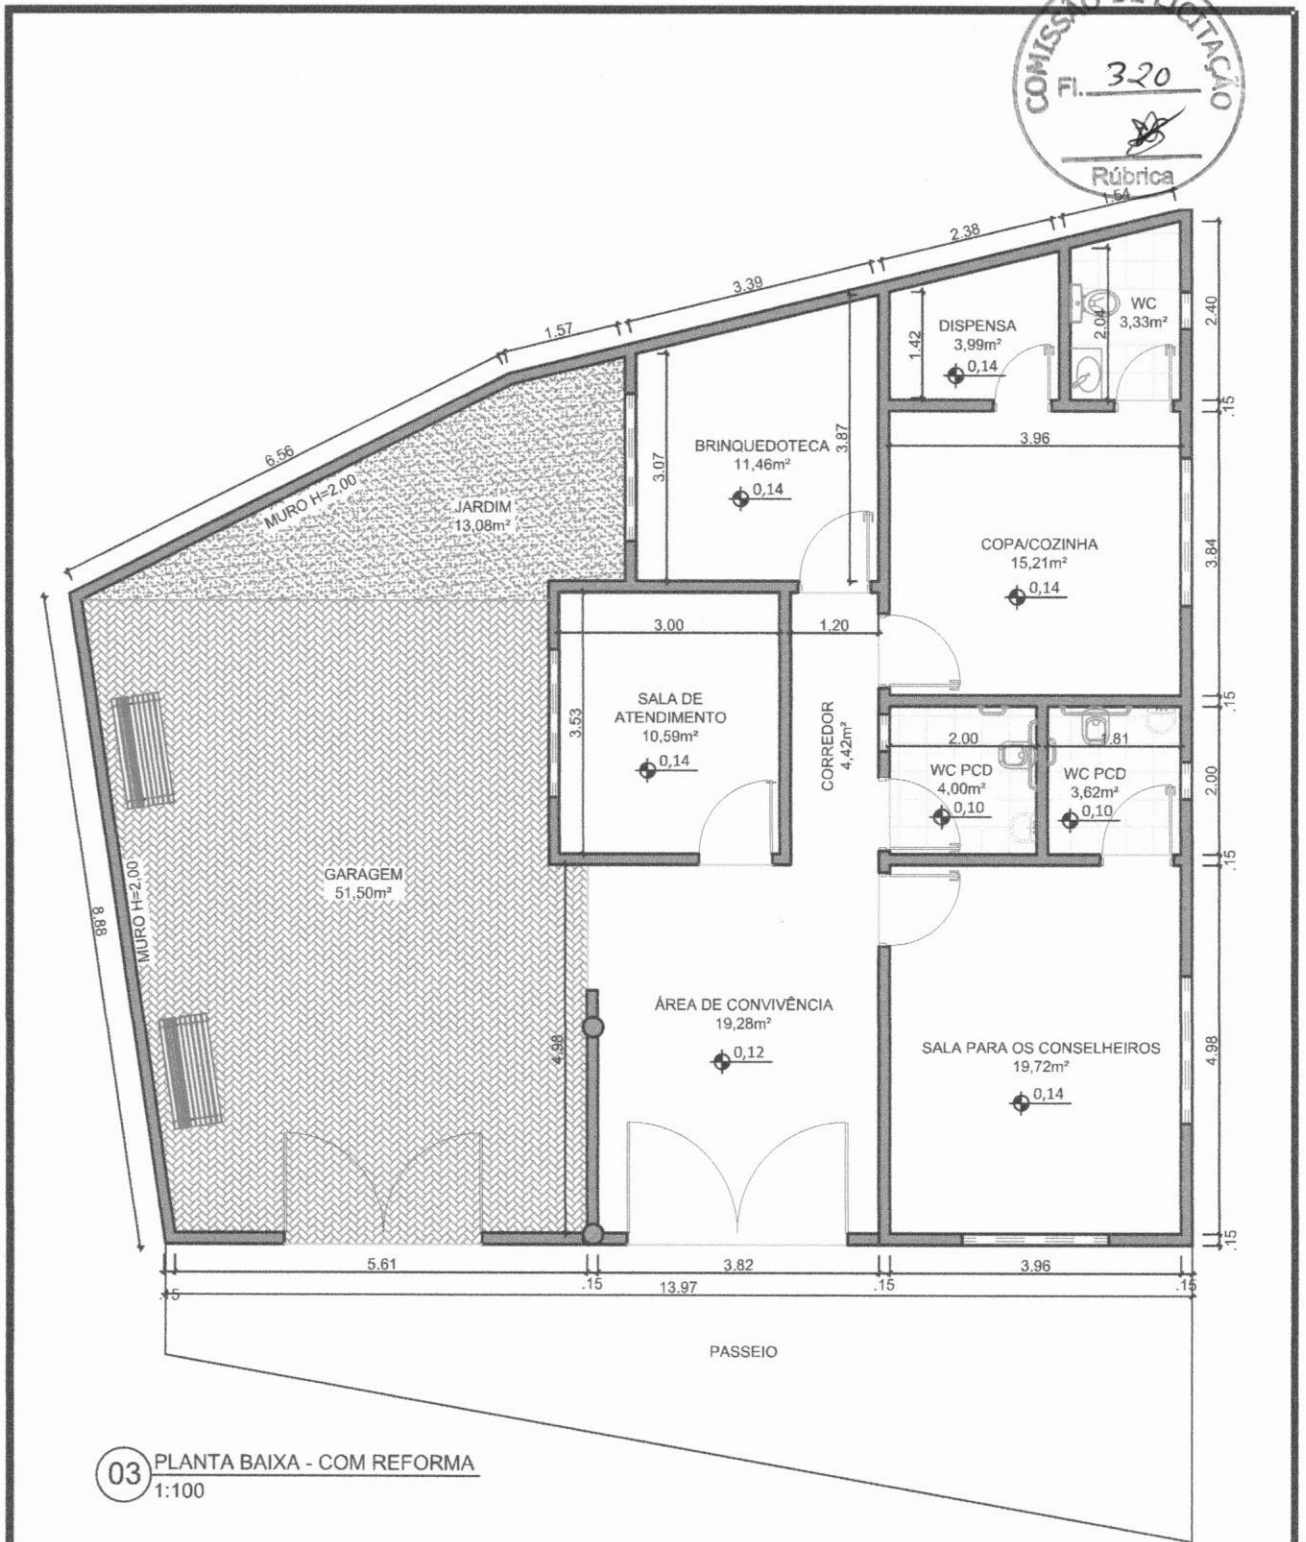 COMISSÃO DE LICITAÇÃO
Fl. 320
Rúbrica
1.54
2.38
3.39
1.57
6.56
MURO H=2,00
2.40
WC
3,33m²
2.04
DISPENSA
3,99m²
0,14
1.42
.15
3.96
BRINQUEDOTECA
11,46m²
0,14
3.07
3.87
JARDIM
13,08m²
COPA/COZINHA
15,21m²
0,14
3.84
3.00
1.20
SALA DE
ATENDIMENTO
10,59m²
0,14
3.53
CORREDOR
4,42m²
.15
2.00
1.81
WC PCD
4,00m²
0,10
WC PCD
3,62m²
0,10
2.00
.15
GARAGEM
51,50m²
MURO H=2,00
8.88
4.98
ÁREA DE CONVIVÊNCIA
19,28m²
0,12
SALA PARA OS CONSELHEIROS
19,72m²
0,14
4.98
.15
5.61
3.82
3.96
.15
.15
13.97
.15
.15
PASSEIO
03
PLANTA BAIXA - COM REFORMA
1:100